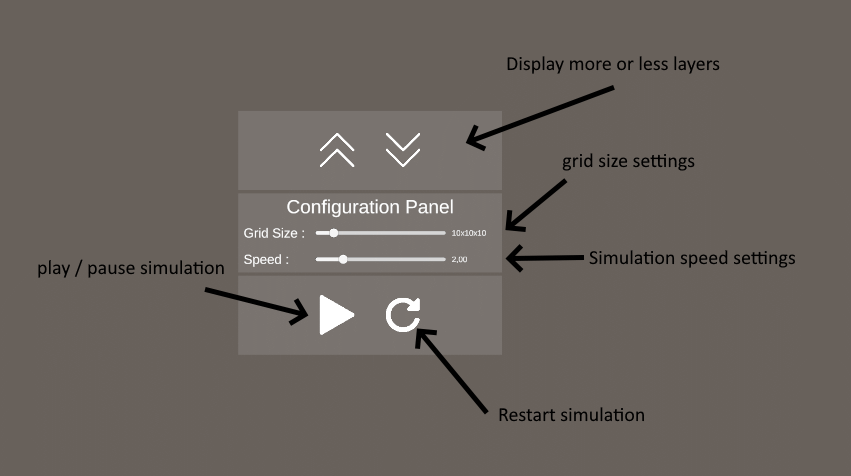 Display more or less layers
grid size settings
Configuration Panel
Grid Size : 10x10x10
Speed : 2,00
Simulation speed settings
play / pause simulation
Restart simulation